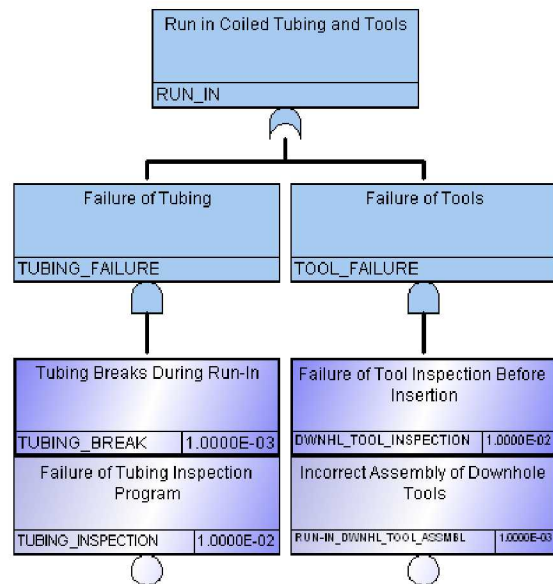 Run in Coiled Tubing and Tools
RUN_IN
Failure of Tubing
TUBING_FAILURE
Failure of Tools
TOOL_FAILURE
Tubing Breaks During Run-In
TUBING_BREAK 1.0000E-03
Failure of Tubing Inspection
Program
TUBING_INSPECTION 1.0000E-02
Failure of Tool Inspection Before
Insertion
DWNHL_TOOL_INSPECTION 1.0000E-02
Incorrect Assembly of Downhole
Tools
RUN-IN_DWNHL_TOOL_ASSMBL 1.0000E-03